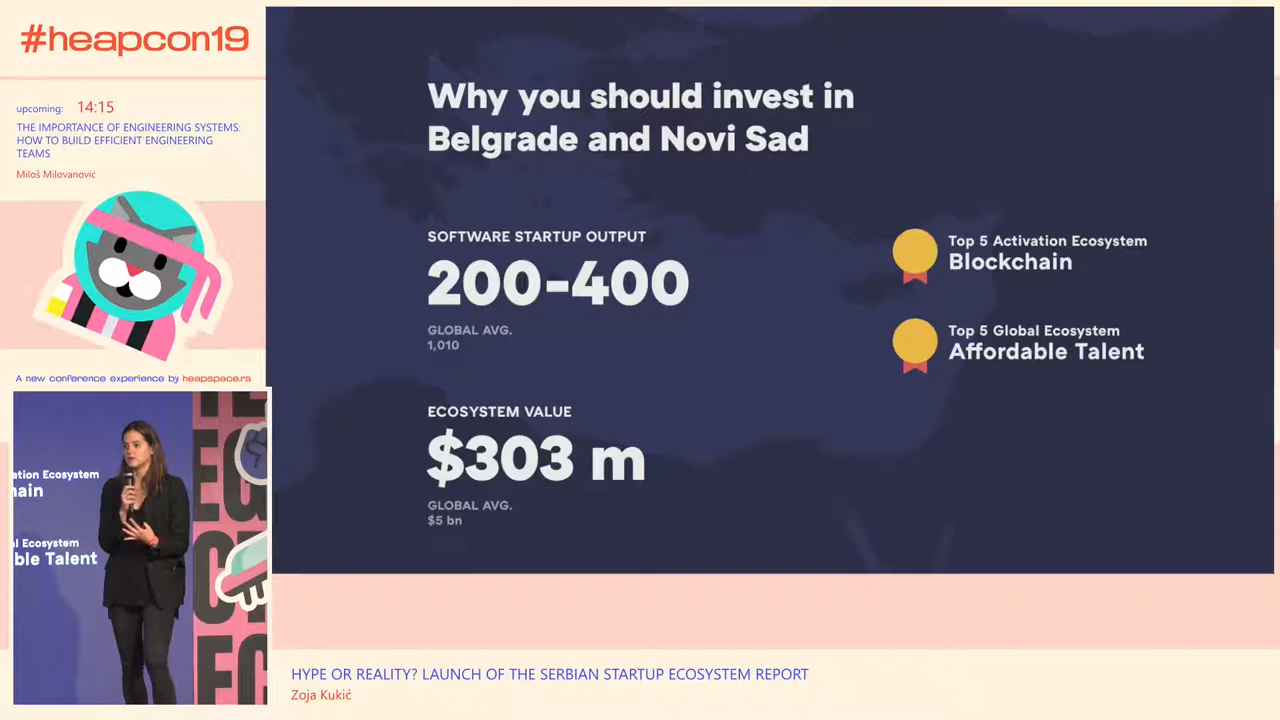 #heapcon19
upcoming: 14:15
THE IMPORTANCE OF ENGINEERING SYSTEMS:
HOW TO BUILD EFFICIENT ENGINEERING
TEAMS
Miloš Milovanović
A new conference experience by heapspace.rs
Why you should invest in
Belgrade and Novi Sad
SOFTWARE STARTUP OUTPUT
200-400
GLOBAL AVG.
1,010
ECOSYSTEM VALUE
$303 m
GLOBAL AVG.
$5 bn
Top 5 Activation Ecosystem
Blockchain
Top 5 Global Ecosystem
Affordable Talent
ation Ecosystem
hain
l Ecosystem
ble Talent
HYPE OR REALITY? LAUNCH OF THE SERBIAN STARTUP ECOSYSTEM REPORT
Zoja Kukić